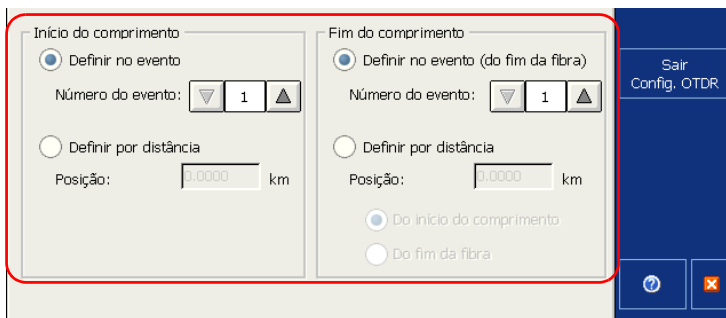 Início do comprimento
Definir no evento
Número do evento: 1
Definir por distância
Posição: 0.0000 km
Fim do comprimento
Definir no evento (do fim da fibra)
Número do evento: 1
Definir por distância
Posição: 0.0000 km
Do início do comprimento
Do fim da fibra
Sair
Config. OTDR